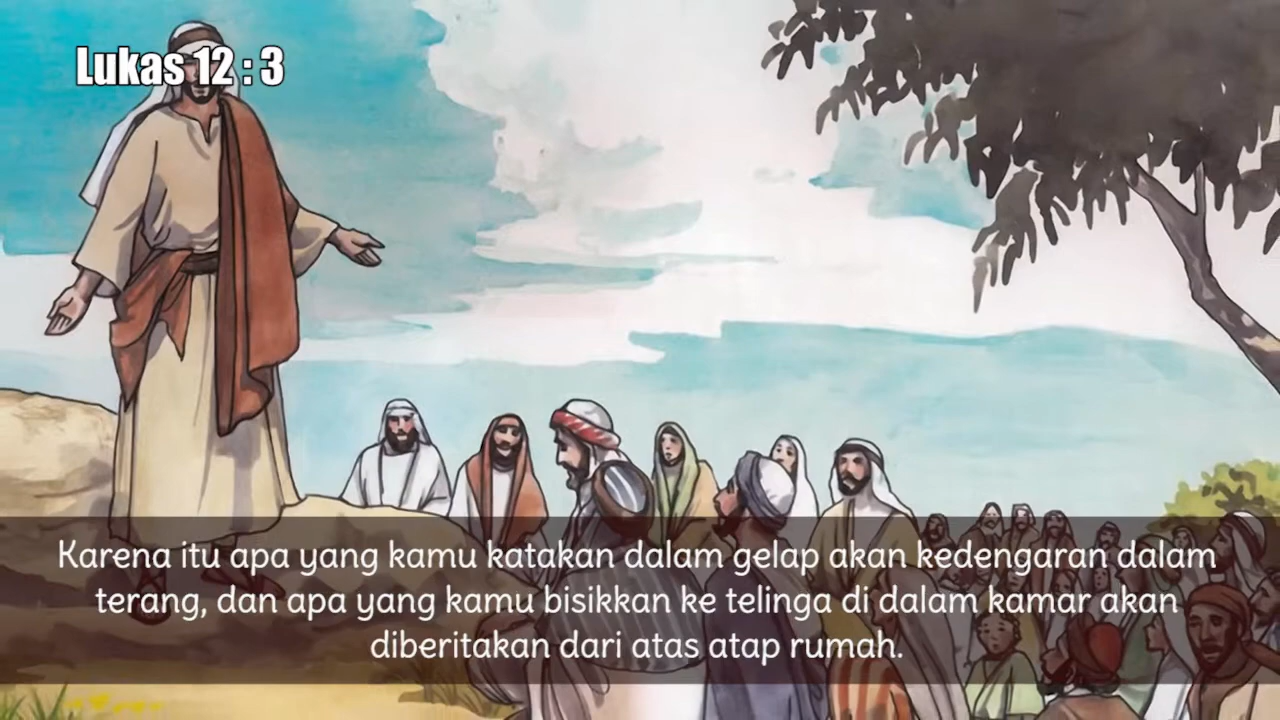 Lukas 12 : 3
Karena itu apa yang kamu katakan dalam gelap akan kedengaran dalam
terang, dan apa yang kamu bisikkan ke telinga di dalam kamar akan
diberitakan dari atas atap rumah.